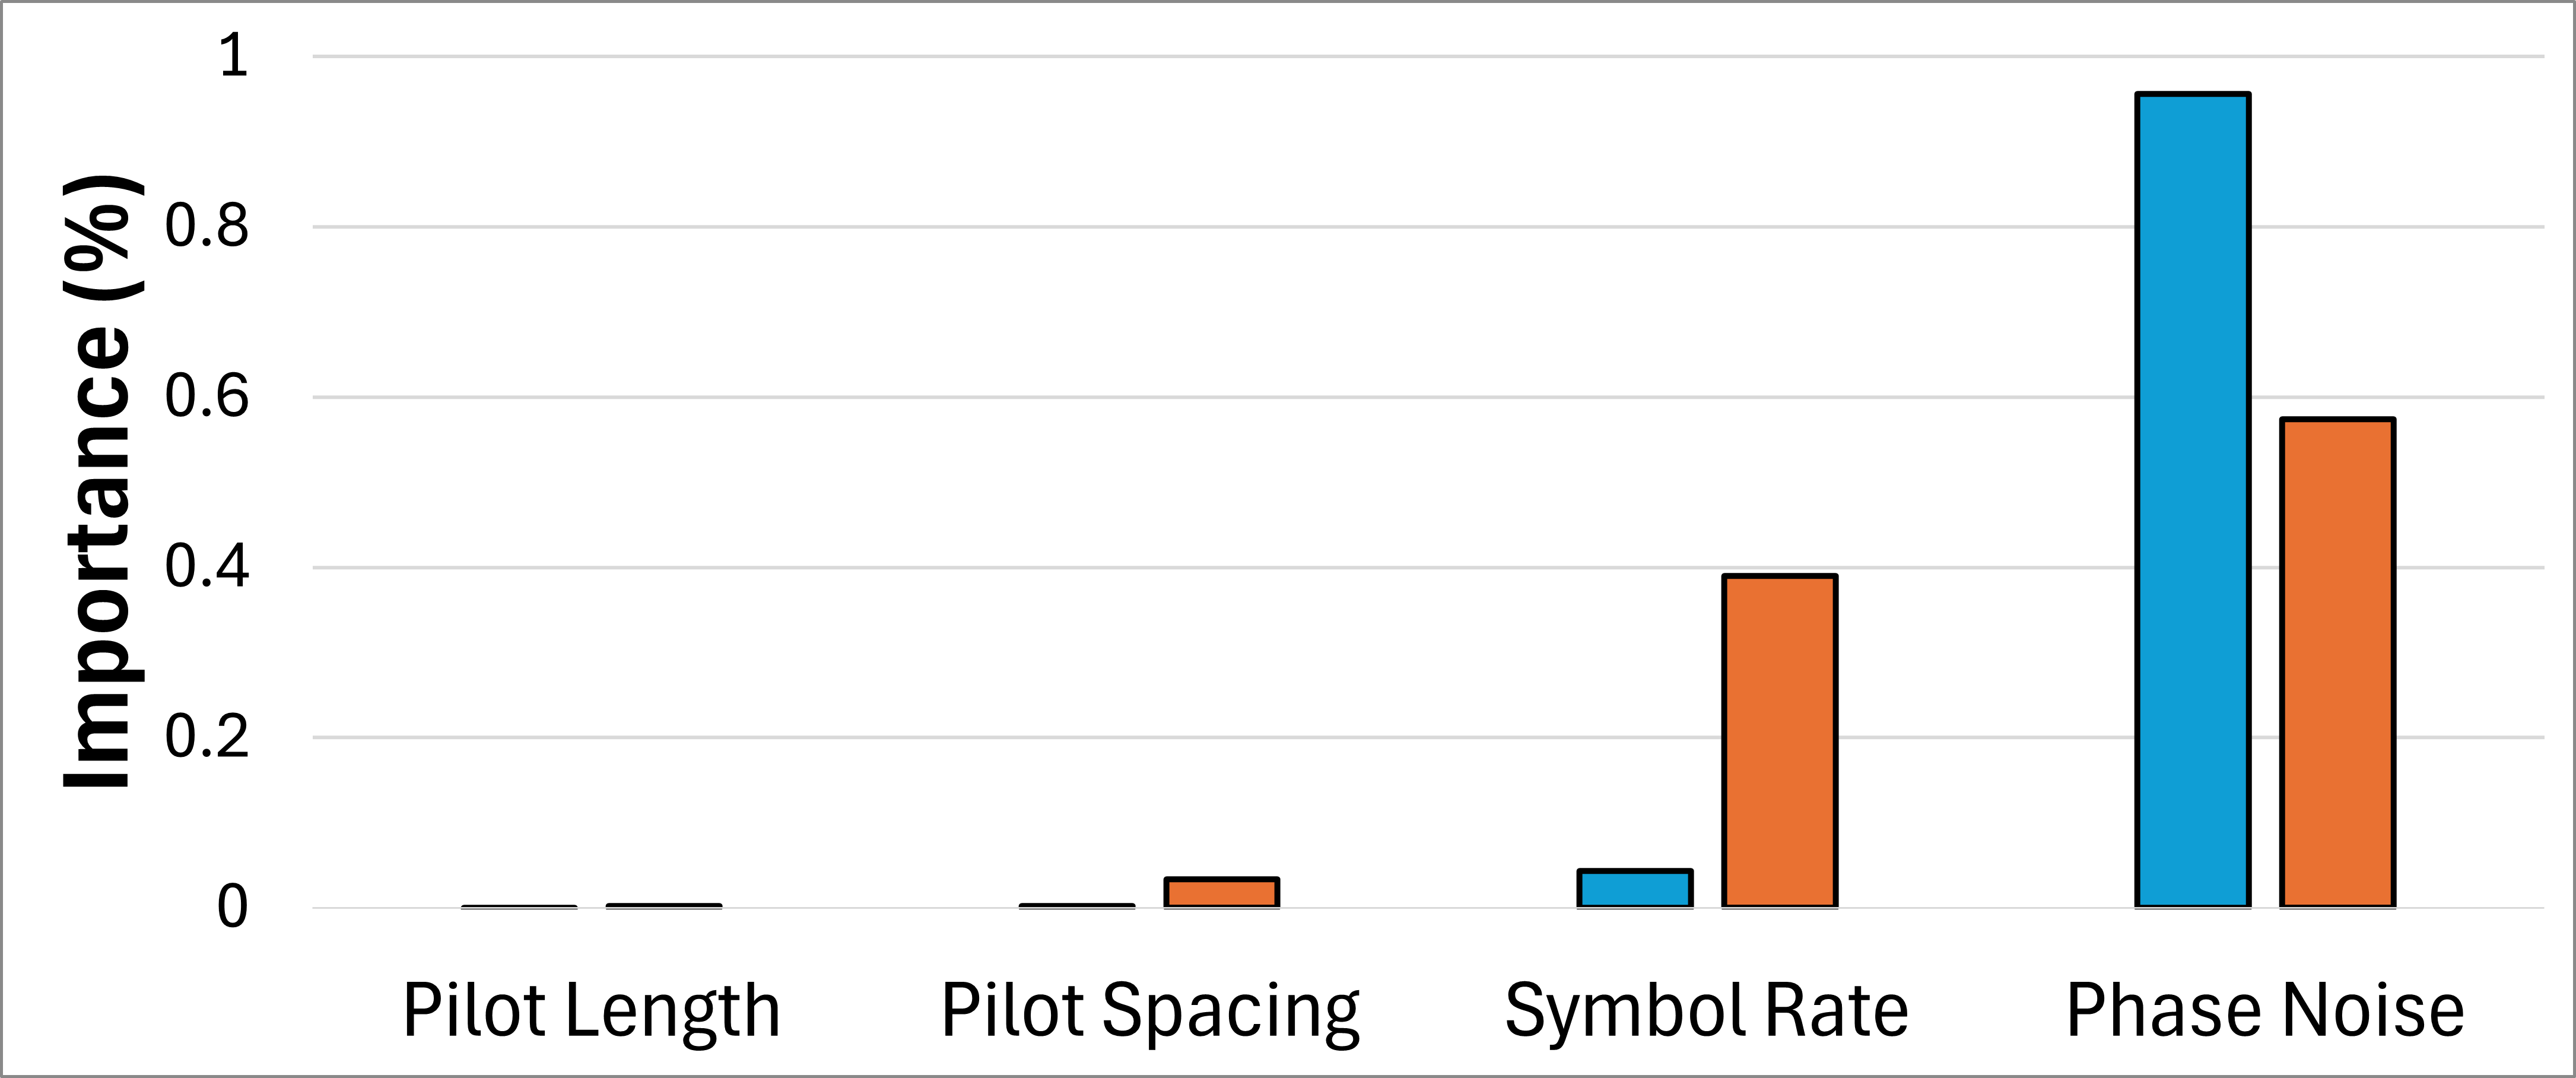 Importance (%)
1
0.8
0.6
0.4
0.2
0
Pilot Length
Pilot Spacing
Symbol Rate
Phase Noise